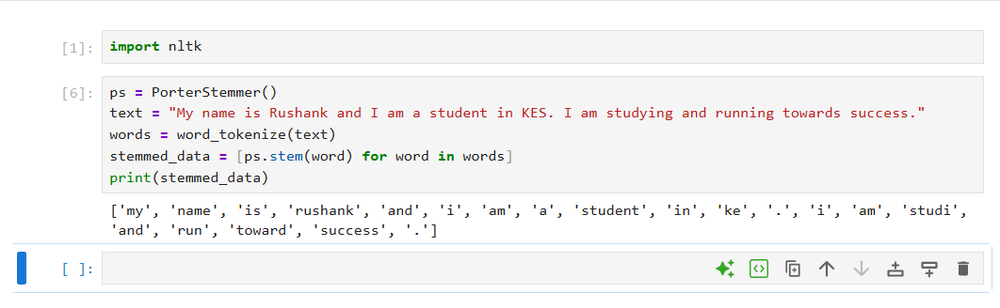 [1]: import nltk
[6]: ps = PorterStemmer()
text = "My name is Rushank and I am a student in KES. I am studying and running towards success."
words = word_tokenize(text)
stemmed_data = [ps.stem(word) for word in words]
print(stemmed_data)
['my', 'name', 'is', 'rushank', 'and', 'i', 'am', 'a', 'student', 'in', 'ke', '.', 'i', 'am', 'studi',
'and', 'run', 'toward', 'success', '.']
[ ]: